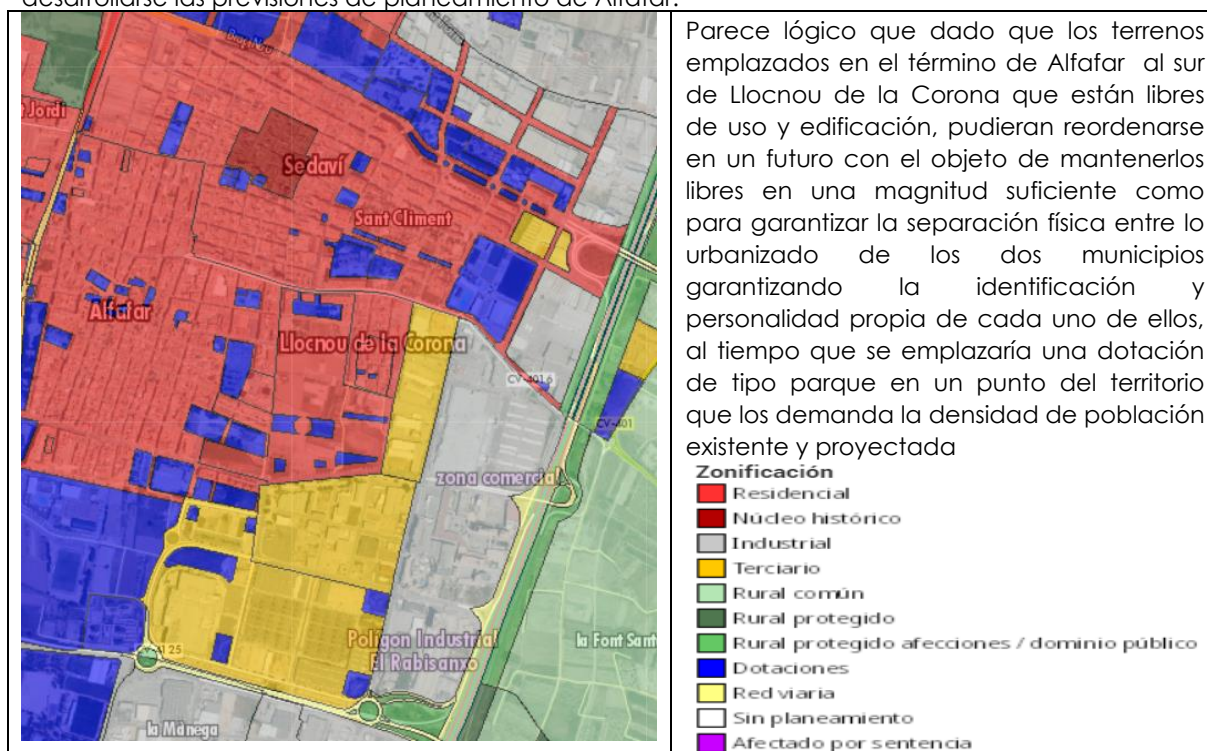 desarrollarse las previsiones de planeamiento de Alfafar.
Parece lógico que dado que los terrenos
emplazados en el término de Alfafar al sur
de Llocnou de la Corona que están libres
de uso y edificación, pudieran reordenarse
en un futuro con el objeto de mantenerlos
libres en una magnitud suficiente como
para garantizar la separación física entre lo
urbanizado de los dos municipios
garantizando la identificación y
personalidad propia de cada uno de ellos,
al tiempo que se emplazaría una dotación
de tipo parque en un punto del territorio
que los demanda la densidad de población
existente y proyectada
Zonificación
Residencial
Núcleo histórico
Industrial
Terciario
Rural común
Rural protegido
Rural protegido afecciones / dominio público
Dotaciones
Red viaria
Sin planeamiento
Afectado por sentencia
Jordi
Sedaví
Sant Climent
Alfafar
Llocnou de la Corona
CV-401
zona comercial
Polígon Industrial
El Rabisanxo
la Font Sant
la Mànega